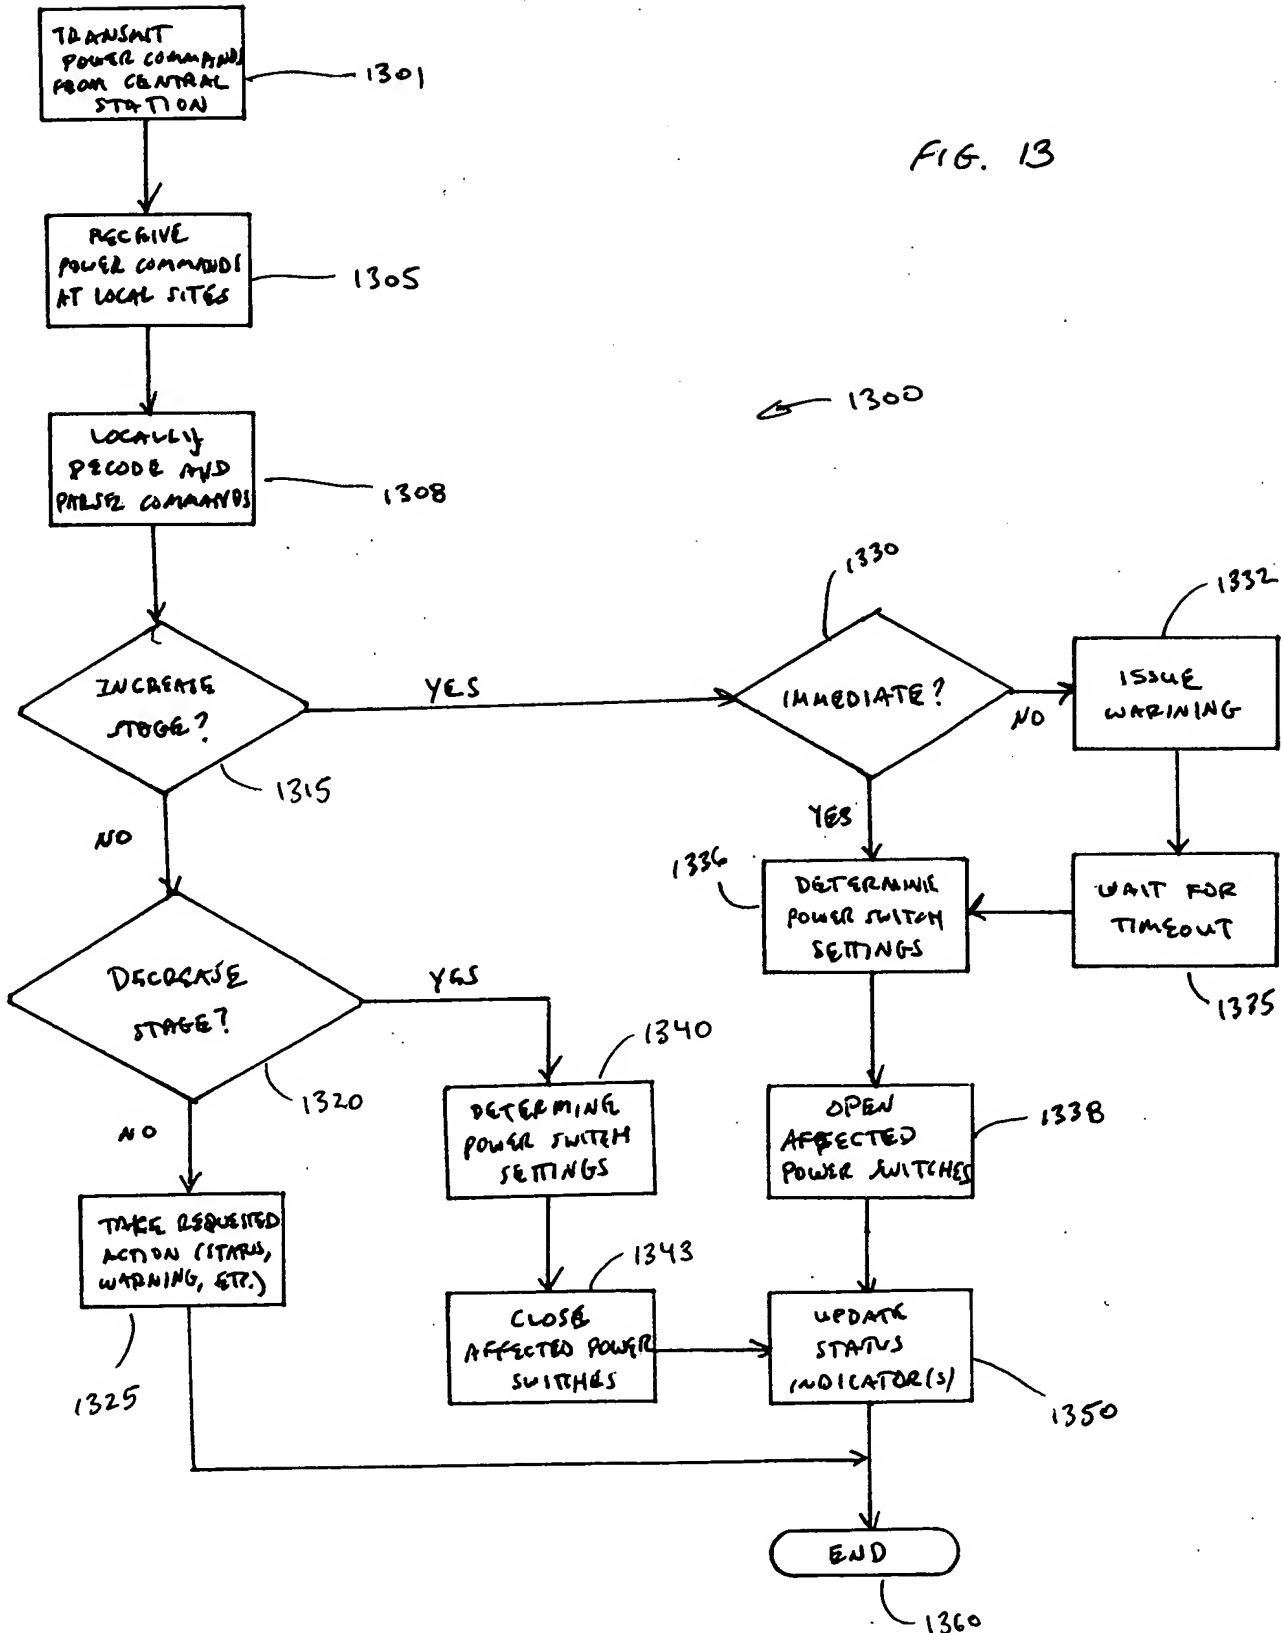 TRANSMIT
POWER COMMANDS
FROM CENTRAL
STATION
1301
FIG. 13
RECEIVE
POWER COMMANDS
AT LOCAL SITES
1305
1300
LOCALLY
DECODE AND
PARSE COMMANDS
1308
1330
1332
INCREASE
STAGE?
YES
1315
NO
IMMEDIATE?
NO
YES
ISSUE
WARINING
1336
DETERMINE
POWER SWITCH
SETTINGS
WAIT FOR
TIMEOUT
1335
DECREASE
STAGE?
YES
1320
NO
1340
DETERMINE
POWER SWITCH
SETTINGS
OPEN
AFFECTED
POWER SWITCHES
1338
TAKE REQUESTED
ACTION (STATUS,
WARNING, ETC.)
1325
1343
CLOSE
AFFECTED POWER
SWITCHES
UPDATE
STATUS
INDICATOR(S)
1350
END
1360